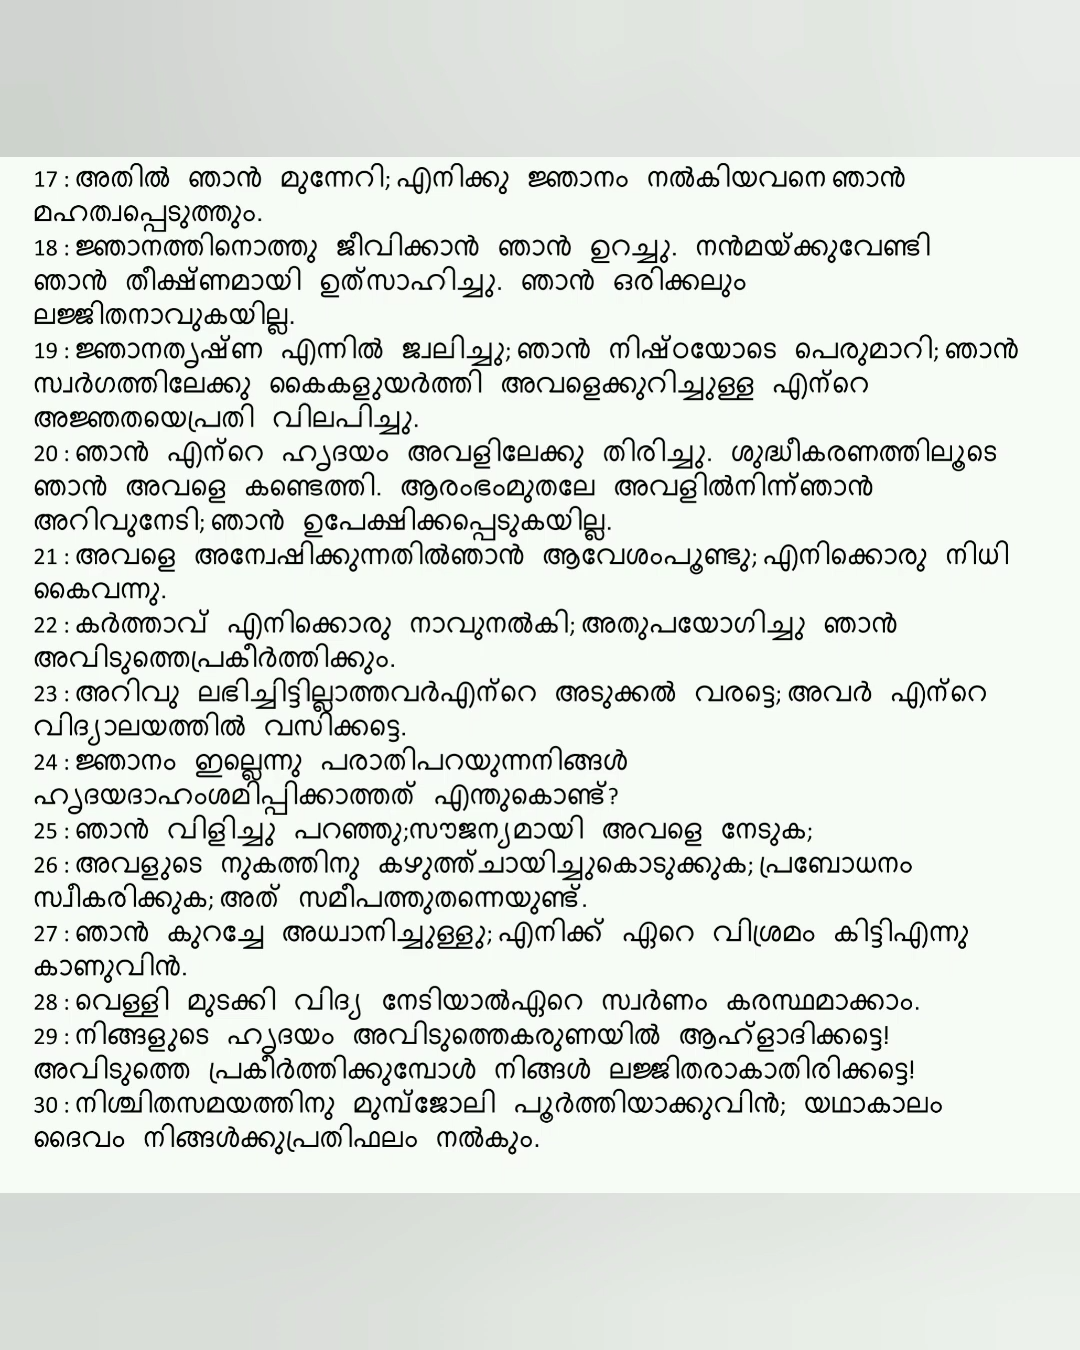 17 : അതിൽ ഞാൻ മുന്നേറി; എനിക്കു ജ്ഞാനം നൽകിയവനെ ഞാൻ
മഹത്വപ്പെടുത്തും.
18 : ജ്ഞാനത്തിനൊത്തു ജീവിക്കാൻ ഞാൻ ഉറച്ചു. നൻമയ്ക്കുവേണ്ടി
ഞാൻ തീക്ഷ്ണമായി ഉത്സാഹിച്ചു. ഞാൻ ഒരിക്കലും
ലജ്ജിതനാവുകയില്ല.
19 : ജ്ഞാനതൃഷ്ണ എന്നിൽ ജ്വലിച്ചു; ഞാൻ നിഷ്ഠയോടെ പെരുമാറി; ഞാൻ
സ്വർഗത്തിലേക്കു കൈകളുയർത്തി അവളെക്കുറിച്ചുള്ള എന്റെ
അജ്ഞതയെപ്രതി വിലപിച്ചു.
20 : ഞാൻ എന്റെ ഹൃദയം അവളിലേക്കു തിരിച്ചു. ശുദ്ധീകരണത്തിലൂടെ
ഞാൻ അവളെ കണ്ടെത്തി. ആരംഭംമുതലേ അവളിൽനിന്ന്ഞാൻ
അറിവുനേടി; ഞാൻ ഉപേക്ഷിക്കപ്പെടുകയില്ല.
21 : അവളെ അന്വേഷിക്കുന്നതിൽഞാൻ ആവേശംപൂണ്ടു; എനിക്കൊരു നിധി
കൈവന്നു.
22 : കർത്താവ് എനിക്കൊരു നാവുനൽകി; അതുപയോഗിച്ചു ഞാൻ
അവിടുത്തെപ്രകീർത്തിക്കും.
23 : അറിവു ലഭിച്ചിട്ടില്ലാത്തവർഎന്റെ അടുക്കൽ വരട്ടെ; അവർ എന്റെ
വിദ്യാലയത്തിൽ വസിക്കട്ടെ.
24 : ജ്ഞാനം ഇല്ലെന്നു പരാതിപറയുന്നനിങ്ങൾ
ഹൃദയദാഹംശമിപ്പിക്കാത്തത് എന്തുകൊണ്ട്?
25 : ഞാൻ വിളിച്ചു പറഞ്ഞു;സൗജന്യമായി അവളെ നേടുക;
26 : അവളുടെ നുകത്തിനു കഴുത്ത്ചായിച്ചുകൊടുക്കുക; പ്രബോധനം
സ്വീകരിക്കുക; അത് സമീപത്തുതന്നെയുണ്ട്.
27 : ഞാൻ കുറച്ചേ അധ്വാനിച്ചുള്ളു; എനിക്ക് ഏറെ വിശ്രമം കിട്ടിഎന്നു
കാണുവിൻ.
28 : വെള്ളി മുടക്കി വിദ്യ നേടിയാൽഏറെ സ്വർണം കരസ്ഥമാക്കാം.
29 : നിങ്ങളുടെ ഹൃദയം അവിടുത്തെകരുണയിൽ ആഹ്ളാദിക്കട്ടെ!
അവിടുത്തെ പ്രകീർത്തിക്കുമ്പോൾ നിങ്ങൾ ലജ്ജിതരാകാതിരിക്കട്ടെ!
30 : നിശ്ചിതസമയത്തിനു മുമ്പ്ജോലി പൂർത്തിയാക്കുവിൻ; യഥാകാലം
ദൈവം നിങ്ങൾക്കുപ്രതിഫലം നൽകും.